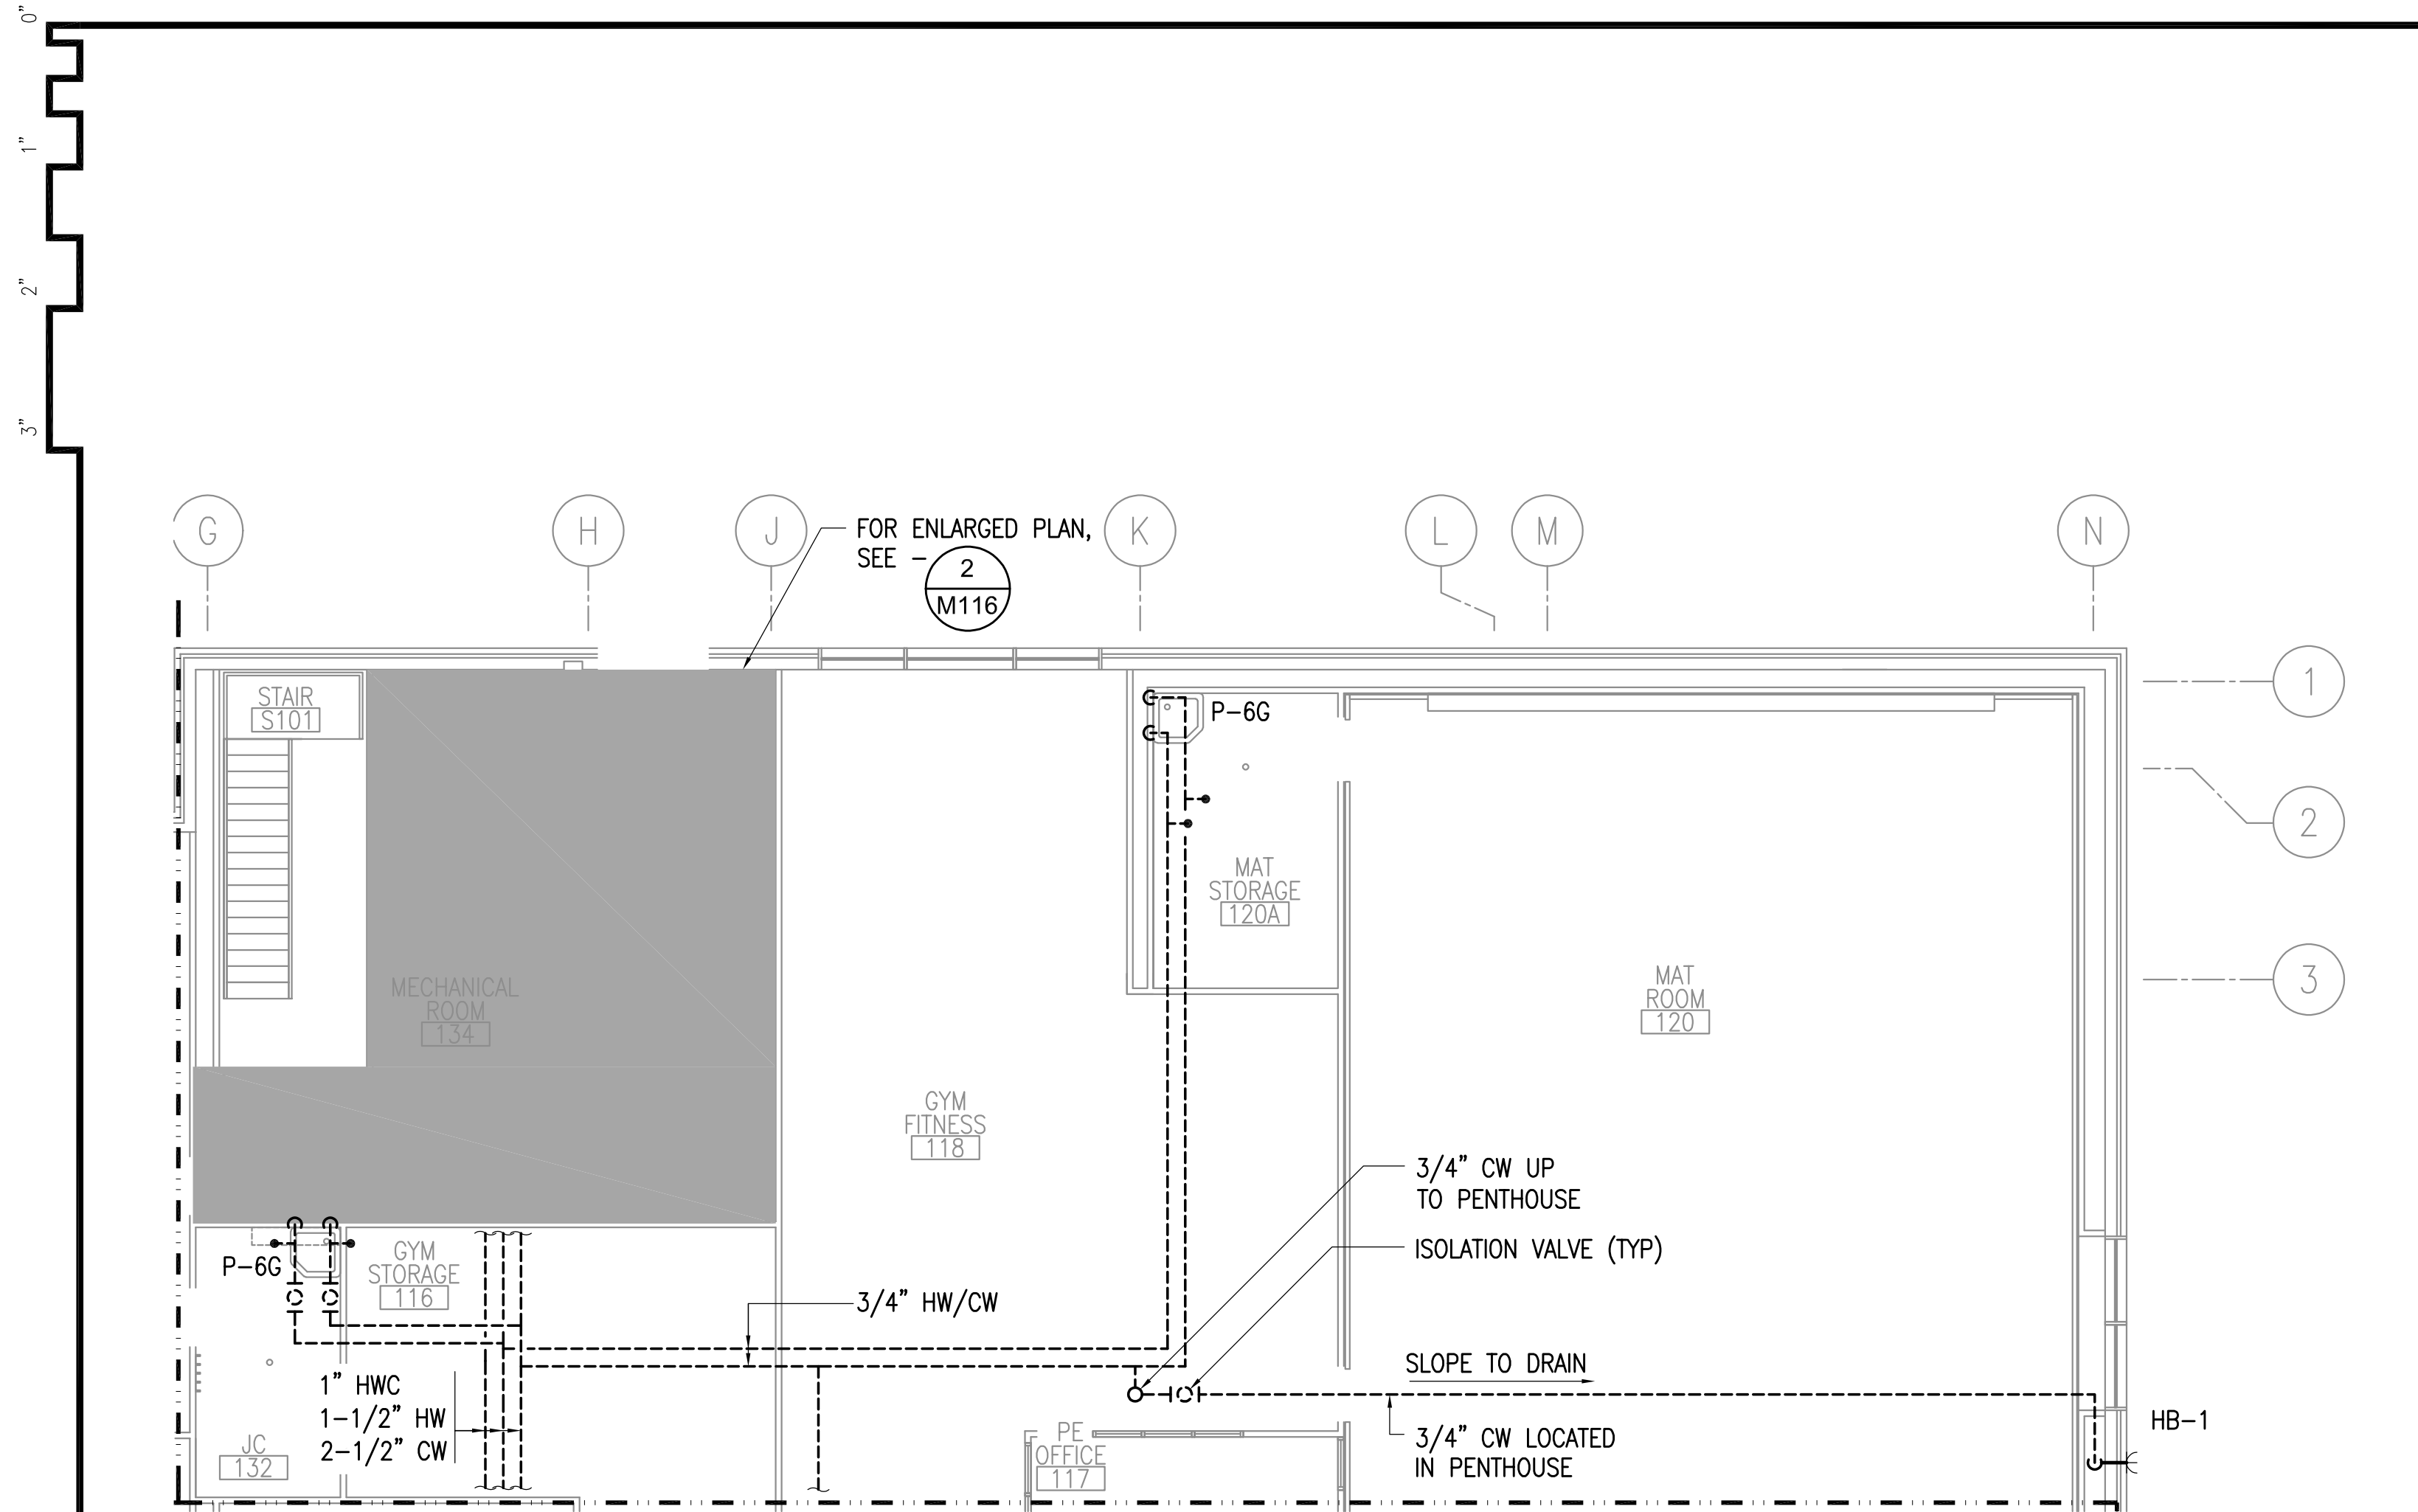 0"
1"
2"
3"
G
H
J
K
L
M
N
FOR ENLARGED PLAN,
SEE -
2
M116
1
2
3
STAIR
S101
P-6G
MAT
STORAGE
120A
MECHANICAL
ROOM
134
MAT
ROOM
120
GYM
FITNESS
118
3/4" CW UP
TO PENTHOUSE
ISOLATION VALVE (TYP)
P-6G
GYM
STORAGE
116
3/4" HW/CW
SLOPE TO DRAIN
1" HWC
1-1/2" HW
2-1/2" CW
JC
132
PE
OFFICE
117
3/4" CW LOCATED
IN PENTHOUSE
HB-1